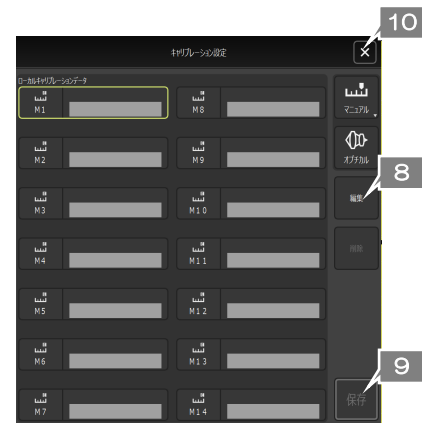 10
キャリブレーション設定
ローカルキャリブレーションデータ
M1
M8
マニュアル
M2
M9
オプチカル
8
M3
M10
編集
M4
M11
削除
M5
M12
M6
M13
9
M7
M14
保存